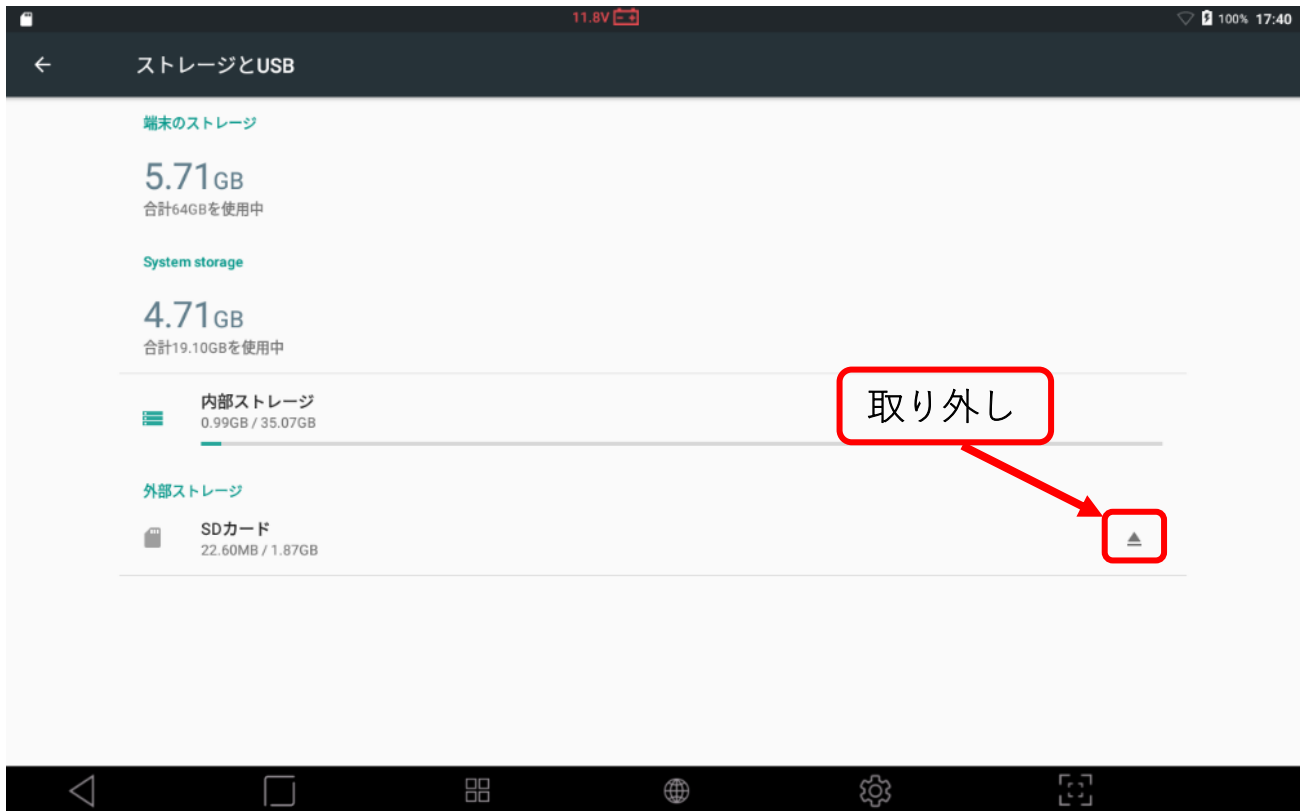 11.8V
100% 17:40
ストレージとUSB
端末のストレージ
5.71GB
合計64GBを使用中
System storage
4.71GB
合計19.10GBを使用中
内部ストレージ
0.99GB / 35.07GB
取り外し
外部ストレージ
SDカード
22.60MB / 1.87GB